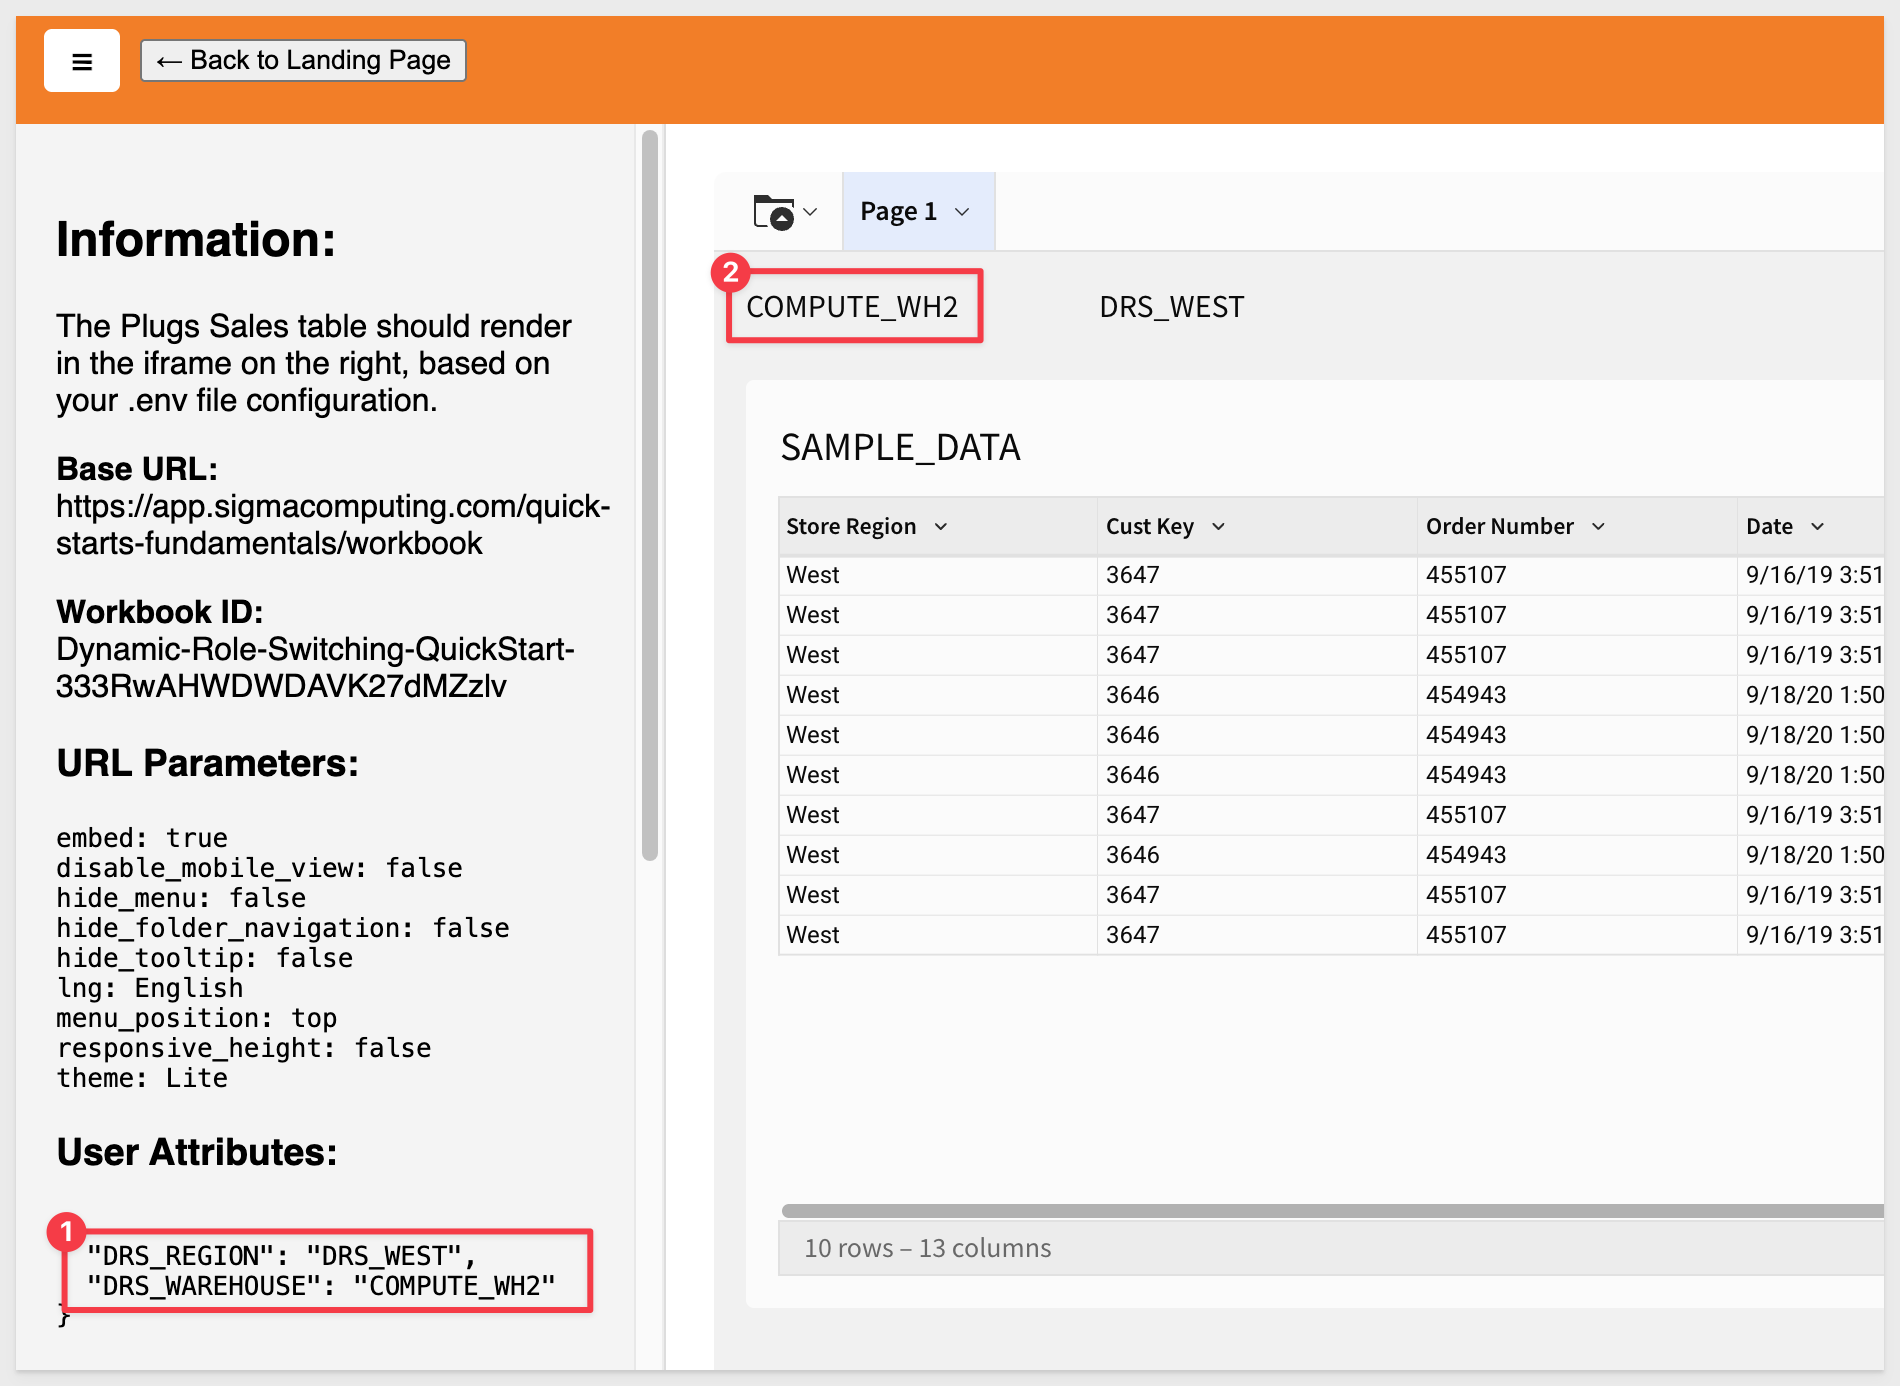 ← Back to Landing Page
Information:
The Plugs Sales table should render
in the iframe on the right, based on
your .env file configuration.
Base URL:
https://app.sigmacomputing.com/quick-
starts-fundamentals/workbook
Workbook ID:
Dynamic-Role-Switching-QuickStart-
333RwAHWDWDAVK27dMZzlv
URL Parameters:
embed: true
disable_mobile_view: false
hide_menu: false
hide_folder_navigation: false
hide_tooltip: false
lng: English
menu_position: top
responsive_height: false
theme: Lite
User Attributes:
1
"DRS_REGION": "DRS_WEST",
"DRS_WAREHOUSE": "COMPUTE_WH2"
}
Page 1
2
COMPUTE_WH2 DRS_WEST
SAMPLE_DATA
Store Region Cust Key Order Number Date
West 3647 455107 9/16/19 3:51
West 3647 455107 9/16/19 3:51
West 3647 455107 9/16/19 3:51
West 3646 454943 9/18/20 1:50
West 3646 454943 9/18/20 1:50
West 3646 454943 9/18/20 1:50
West 3647 455107 9/16/19 3:51
West 3646 454943 9/18/20 1:50
West 3647 455107 9/16/19 3:51
West 3647 455107 9/16/19 3:51
10 rows – 13 columns